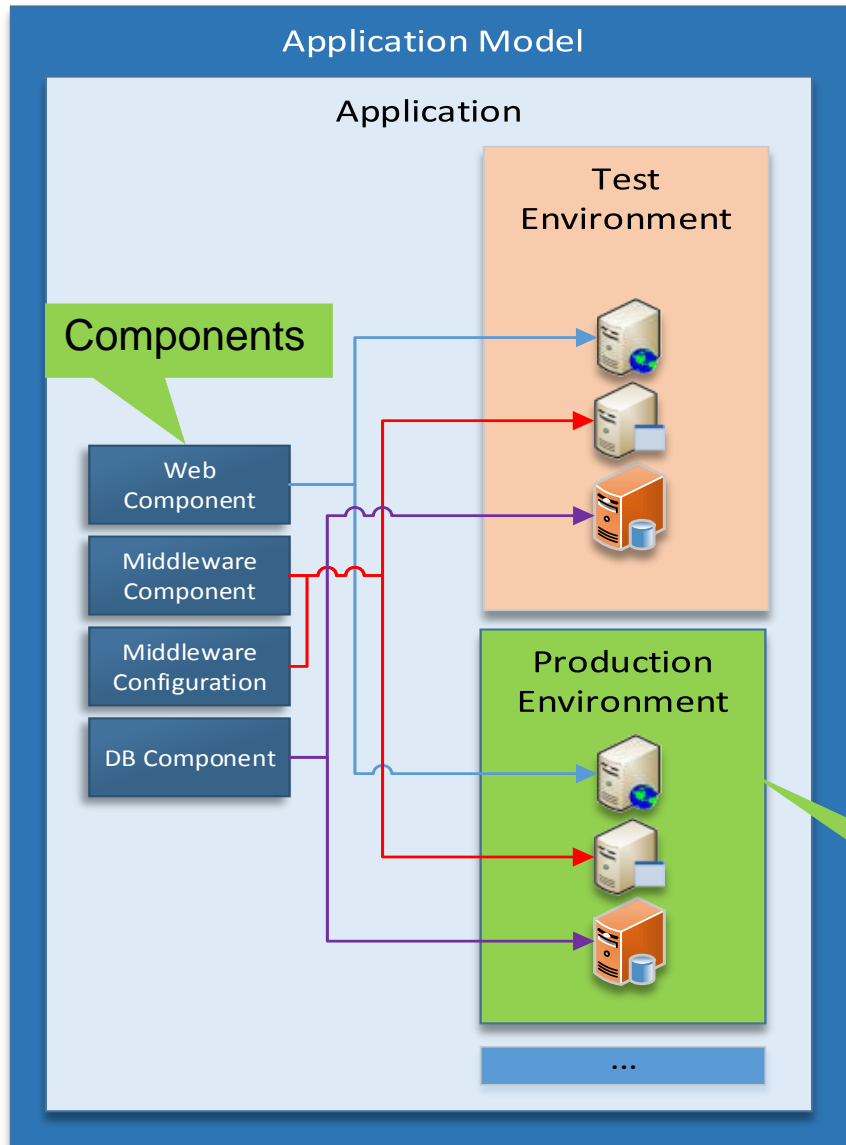 Application Model
Application
Test
Environment
Components
Web
Component
Middleware
Component
Middleware
Configuration
DB Component
Production
Environment
...